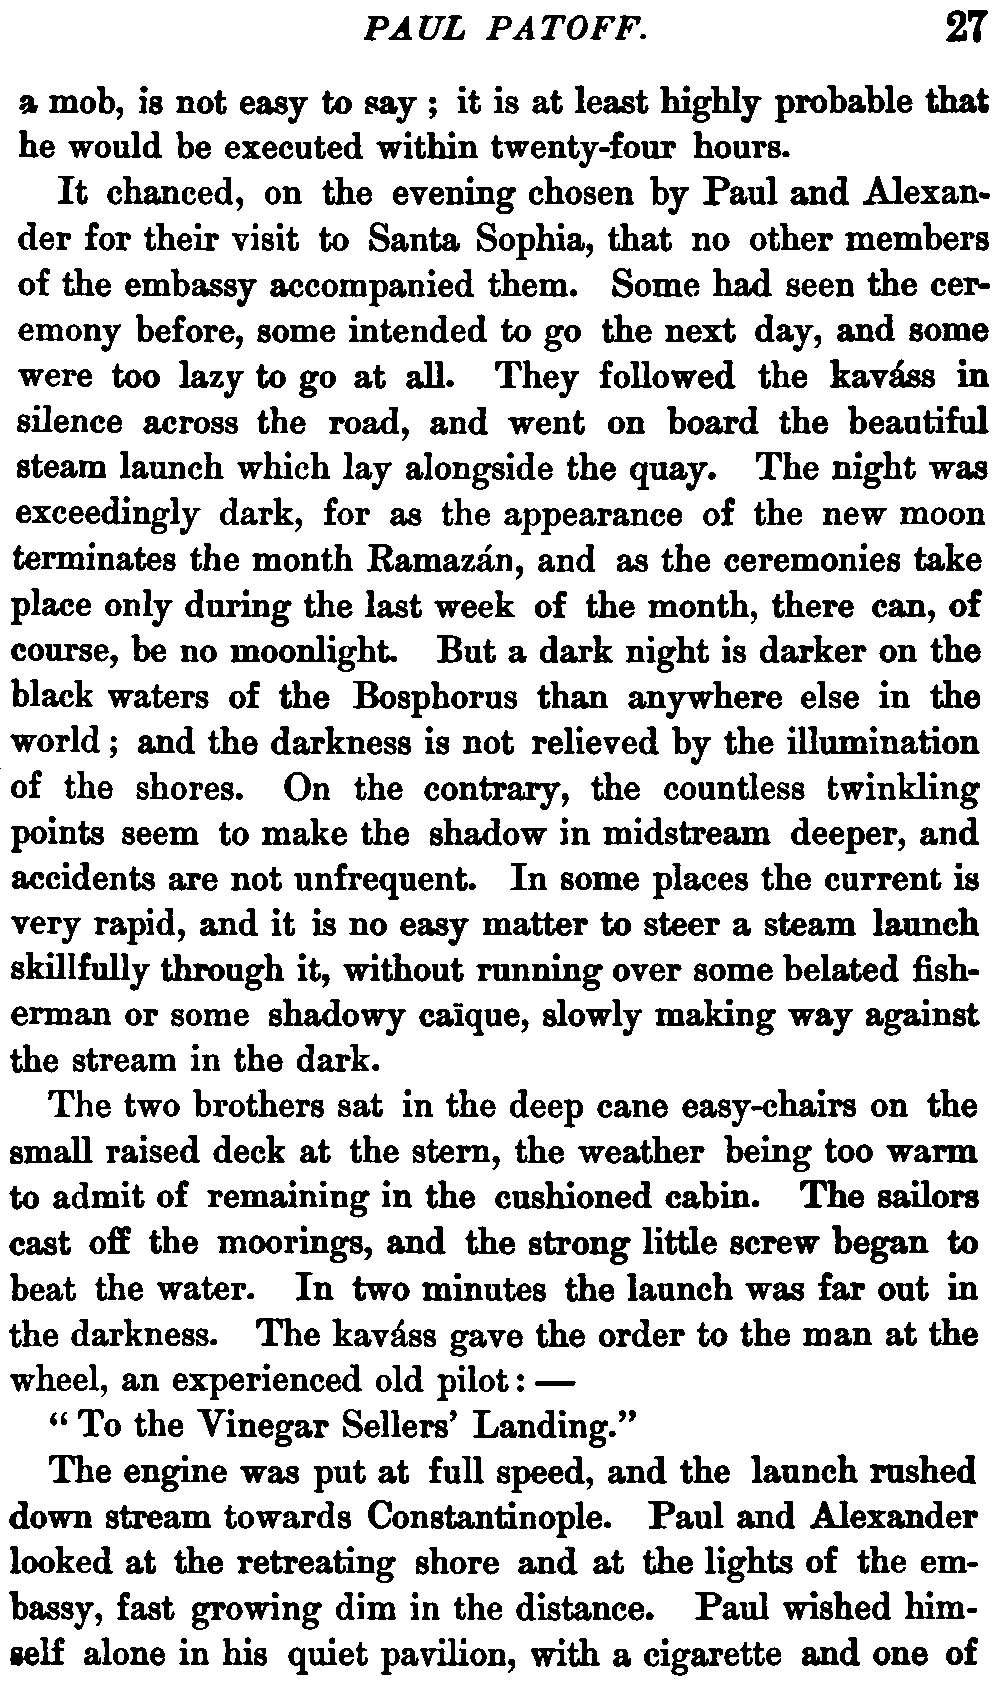 PAUL PATOFF. 27
a mob, is not easy to say ; it is at least highly probable that
he would be executed within twenty-four hours.
It chanced, on the evening chosen by Paul and Alexan-
der for their visit to Santa Sophia, that no other members
of the embassy accompanied them. Some had seen the cer-
emony before, some intended to go the next day, and some
were too lazy to go at all. They followed the kaváss in
silence across the road, and went on board the beautiful
steam launch which lay alongside the quay. The night was
exceedingly dark, for as the appearance of the new moon
terminates the month Ramazán, and as the ceremonies take
place only during the last week of the month, there can, of
course, be no moonlight. But a dark night is darker on the
black waters of the Bosphorus than anywhere else in the
world ; and the darkness is not relieved by the illumination
of the shores. On the contrary, the countless twinkling
points seem to make the shadow in midstream deeper, and
accidents are not unfrequent. In some places the current is
very rapid, and it is no easy matter to steer a steam launch
skillfully through it, without running over some belated fish-
erman or some shadowy caïque, slowly making way against
the stream in the dark.
The two brothers sat in the deep cane easy-chairs on the
small raised deck at the stern, the weather being too warm
to admit of remaining in the cushioned cabin. The sailors
cast off the moorings, and the strong little screw began to
beat the water. In two minutes the launch was far out in
the darkness. The kaváss gave the order to the man at the
wheel, an experienced old pilot : —
“ To the Vinegar Sellers’ Landing.”
The engine was put at full speed, and the launch rushed
down stream towards Constantinople. Paul and Alexander
looked at the retreating shore and at the lights of the em-
bassy, fast growing dim in the distance. Paul wished him-
self alone in his quiet pavilion, with a cigarette and one of